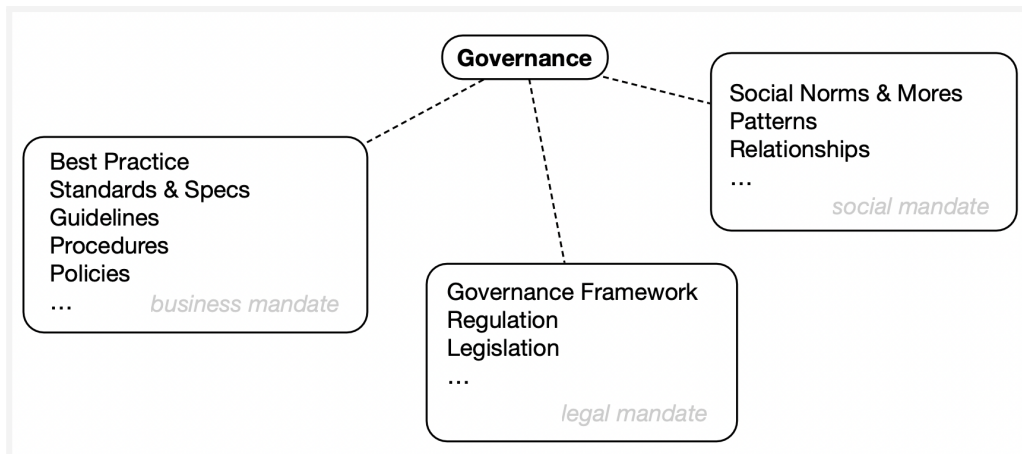 Governance
Best Practice
Standards & Specs
Guidelines
Procedures
Policies
...
business mandate
Governance Framework
Regulation
Legislation
...
legal mandate
Social Norms & Mores
Patterns
Relationships
...
social mandate